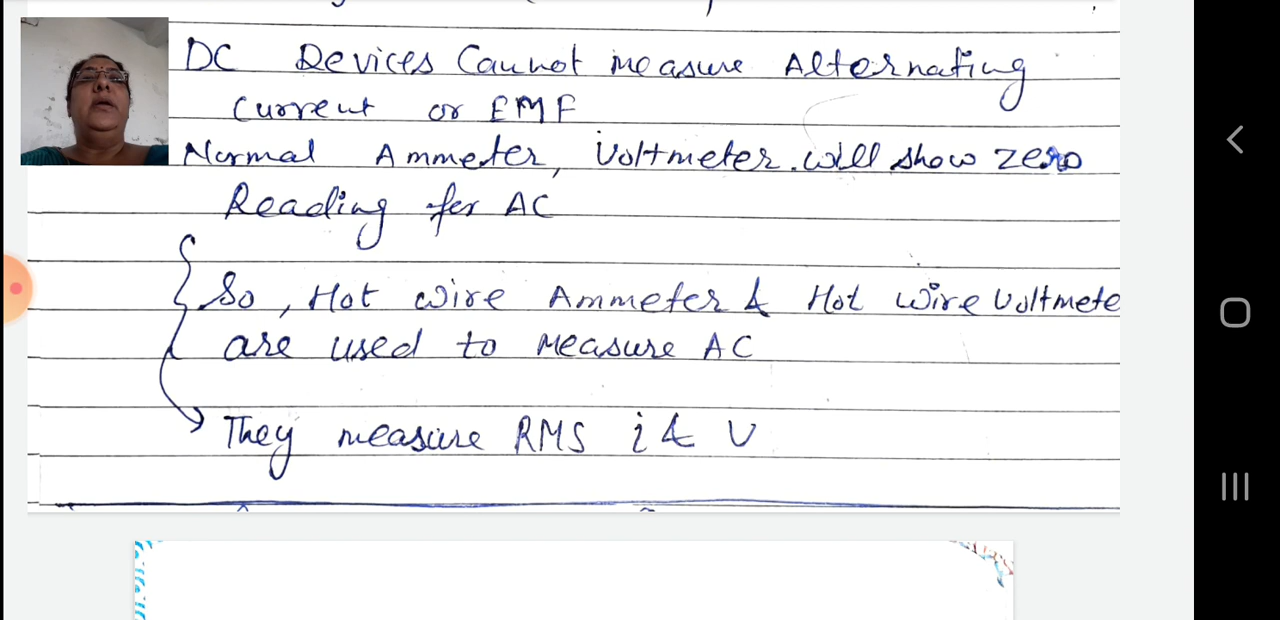 DC Devices Cannot measure Alternating
Current or EMF
Normal Ammeter, Voltmeter will show zero
Reading for AC
So, Hot wire Ammeter & Hot wire Voltmete
are used to measure AC
They measure RMS i & V